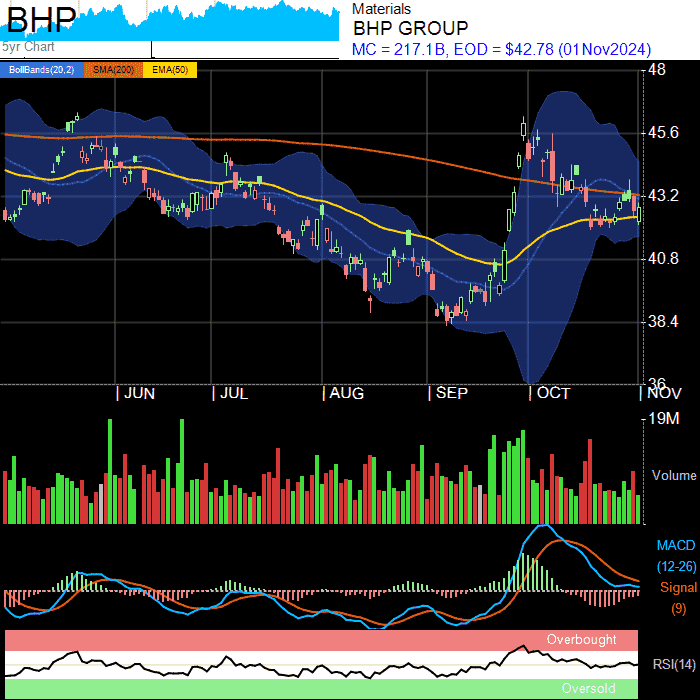 BHP
5yr Chart
Materials
BHP GROUP
MC = 217.1B, EOD = $42.78 (01Nov2024)
BollBands(20,2) SMA(200) EMA(50)
48
45.6
43.2
40.8
38.4
36
JUN JUL AUG SEP OCT NOV
19M
Volume
MACD
(12-26)
Signal
(9)
Overbought
RSI(14)
Oversold